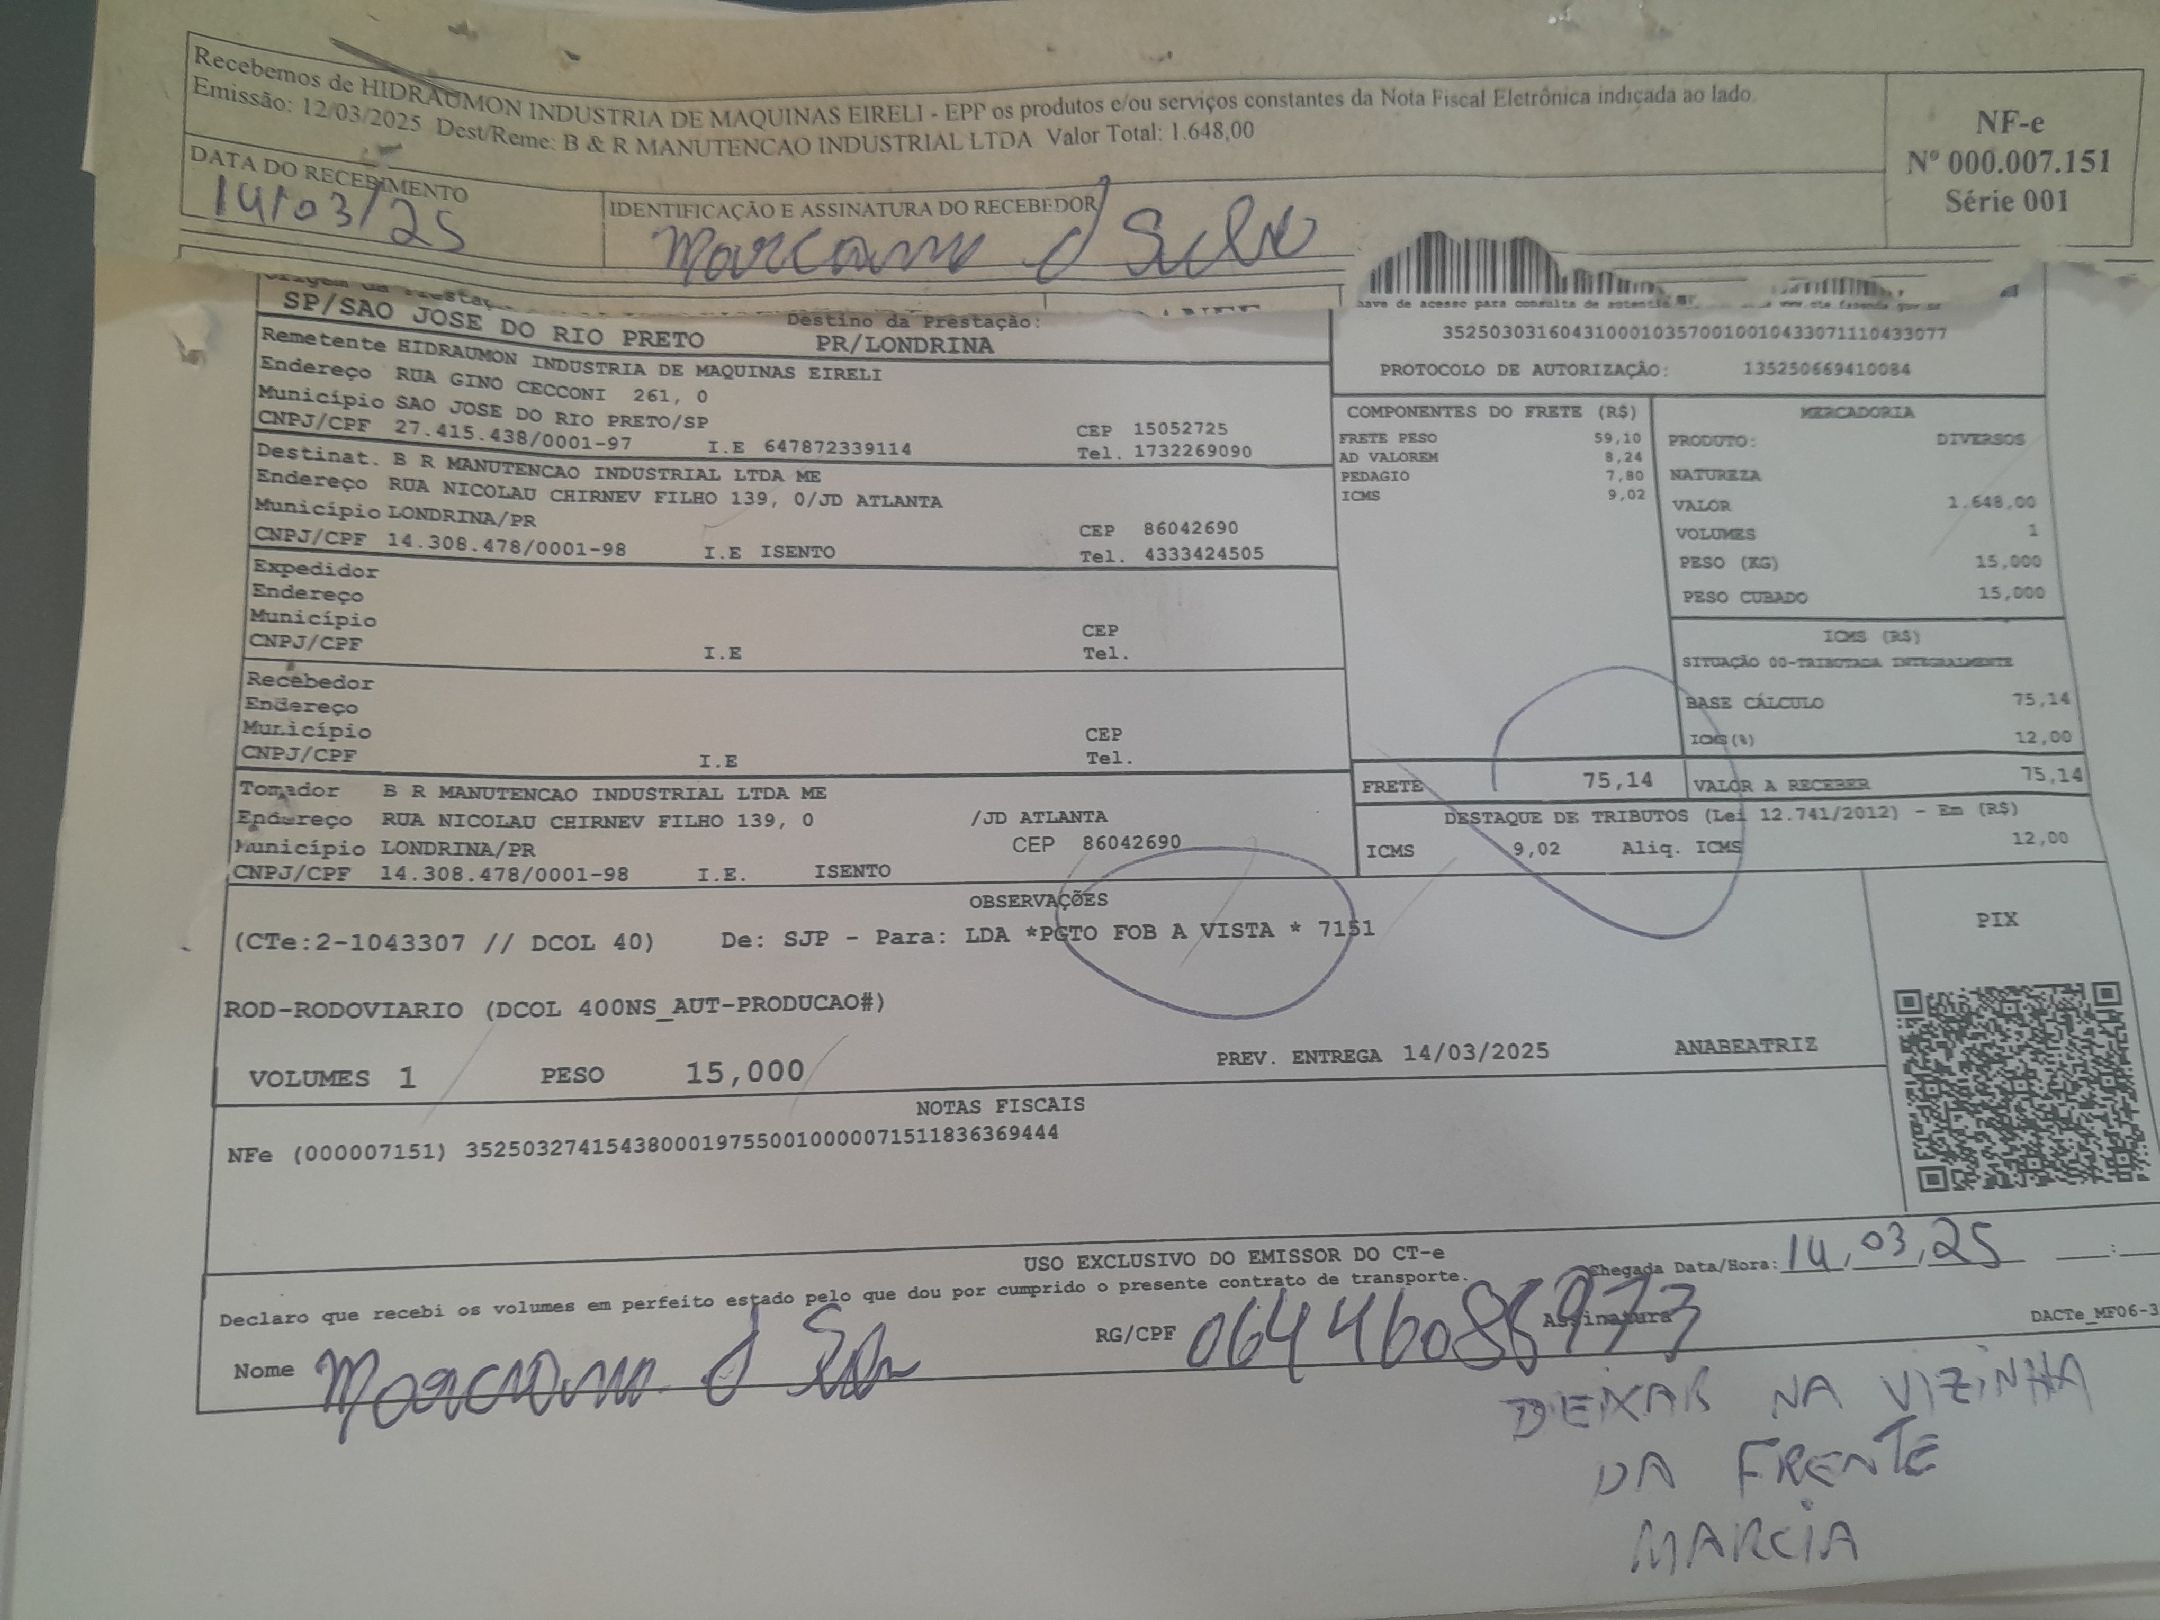 Recebemos de HIDRAUMON INDUSTRIA DE MAQUINAS EIRELI - EPP os produtos e/ou serviços constantes da Nota Fiscal Eletrônica indicada ao lado.
Emissão: 12/03/2025 Dest/Reme: B & R MANUTENCAO INDUSTRIAL LTDA Valor Total: 1.648,00
NF-e
Nº 000.007.151
Série 001
DATA DO RECEBIMENTO
14/03/25
IDENTIFICAÇÃO E ASSINATURA DO RECEBEDOR
SP/SAO JOSE DO RIO PRETO
Destino da Prestação:
PR/LONDRINA
have de acesso para consulta de
35250303160431000103570010010433071110433077
PROTOCOLO DE AUTORIZAÇÃO: 135250669410084
Remetente HIDRAUMON INDUSTRIA DE MAQUINAS EIRELI
Endereço RUA GINO CECCONI 261, 0
Município SAO JOSE DO RIO PRETO/SP CEP 15052725
CNPJ/CPF 27.415.438/0001-97 I.E 647872339114 Tel. 1732269090
Destinat. B R MANUTENCAO INDUSTRIAL LTDA ME
Endereço RUA NICOLAU CHIRNEV FILHO 139, 0/JD ATLANTA
Município LONDRINA/PR CEP 86042690
CNPJ/CPF 14.308.478/0001-98 I.E ISENTO Tel. 4333424505
Expedidor
Endereço
Município CEP
CNPJ/CPF I.E Tel.
Recebedor
Endereço
Município CEP
CNPJ/CPF I.E Tel.
Tomador B R MANUTENCAO INDUSTRIAL LTDA ME
Endereço RUA NICOLAU CHIRNEV FILHO 139, 0 /JD ATLANTA
Município LONDRINA/PR CEP 86042690
CNPJ/CPF 14.308.478/0001-98 I.E. ISENTO
COMPONENTES DO FRETE (R$)
FRETE PESO 59,10
AD VALOREM 8,24
PEDAGIO 7,80
ICMS 9,02
MERCADORIA
PRODUTO: DIVERSOS
NATUREZA
VALOR 1.648,00
VOLUMES 1
PESO (KG) 15,000
PESO CUBADO 15,000
ICMS (R$)
SITUAÇÃO 00-TRIBUTADA INTEGRALMENTE
BASE CÁLCULO 75,14
ICMS(%) 12,00
FRETE 75,14 VALOR A RECEBER 75,14
DESTAQUE DE TRIBUTOS (Lei 12.741/2012) - Em (R$)
ICMS 9,02 Aliq. ICMS 12,00
OBSERVAÇÕES
(CTe:2-1043307 // DCOL 40) De: SJP - Para: LDA *PGTO FOB A VISTA * 7151
PIX
ROD-RODOVIARIO (DCOL 400NS_AUT-PRODUCAO#)
VOLUMES 1 PESO 15,000 PREV. ENTREGA 14/03/2025 ANABEATRIZ
NOTAS FISCAIS
NFe (000007151) 35250327415438000197550010000071511836369444
USO EXCLUSIVO DO EMISSOR DO CT-e
Declaro que recebi os volumes em perfeito estado pelo que dou por cumprido o presente contrato de transporte.
Chegada Data/Hora: 14,03,25 __:__
Nome
RG/CPF
Assinatura
DACTe_MF06-3
DEIXAR NA VIZINHA
DA FRENTE
MARCIA